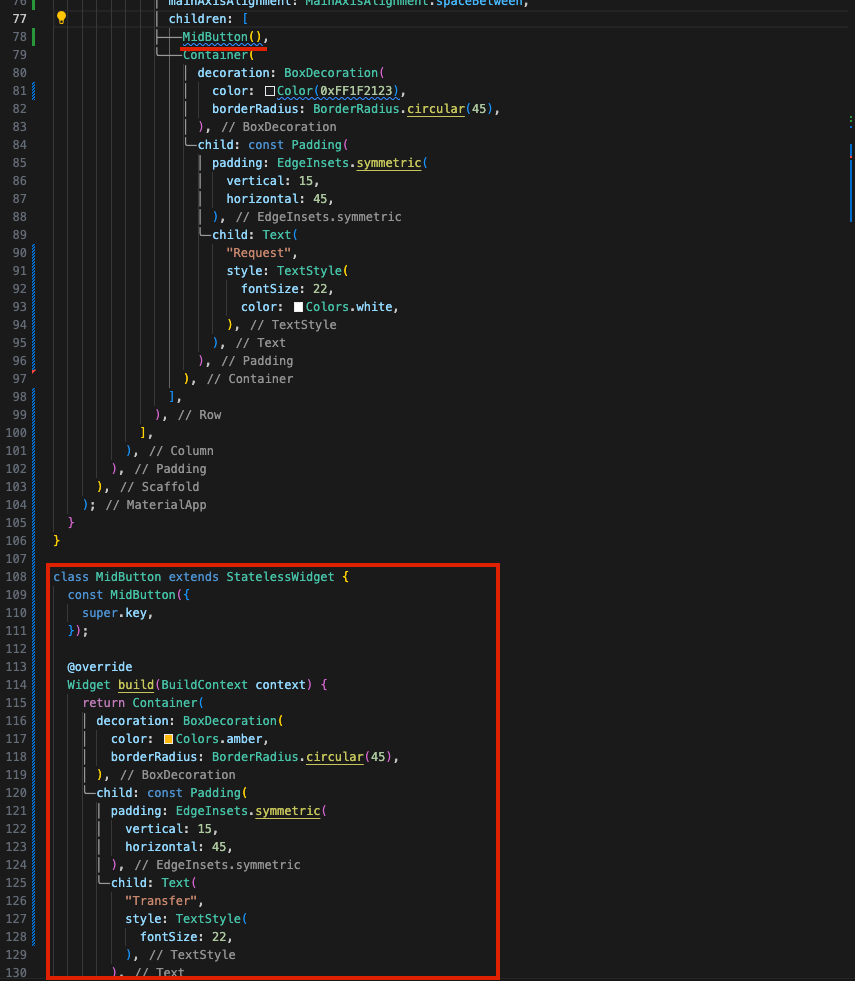 76 mainAxisAlignment: MainAxisAlignment.spaceBetween,
77 children: [
78 MidButton(),
79 Container(
80 decoration: BoxDecoration(
81 color: Color(0xFF1F2123),
82 borderRadius: BorderRadius.circular(45),
83 ), // BoxDecoration
84 child: const Padding(
85 padding: EdgeInsets.symmetric(
86 vertical: 15,
87 horizontal: 45,
88 ), // EdgeInsets.symmetric
89 child: Text(
90 "Request",
91 style: TextStyle(
92 fontSize: 22,
93 color: Colors.white,
94 ), // TextStyle
95 ), // Text
96 ), // Padding
97 ), // Container
98 ],
99 ), // Row
100 ],
101 ), // Column
102 ), // Padding
103 ), // Scaffold
104 ); // MaterialApp
105 }
106 }
107
108 class MidButton extends StatelessWidget {
109 const MidButton({
110 super.key,
111 });
112
113 @override
114 Widget build(BuildContext context) {
115 return Container(
116 decoration: BoxDecoration(
117 color: Colors.amber,
118 borderRadius: BorderRadius.circular(45),
119 ), // BoxDecoration
120 child: const Padding(
121 padding: EdgeInsets.symmetric(
122 vertical: 15,
123 horizontal: 45,
124 ), // EdgeInsets.symmetric
125 child: Text(
126 "Transfer",
127 style: TextStyle(
128 fontSize: 22,
129 ), // TextStyle
130 ), // Text